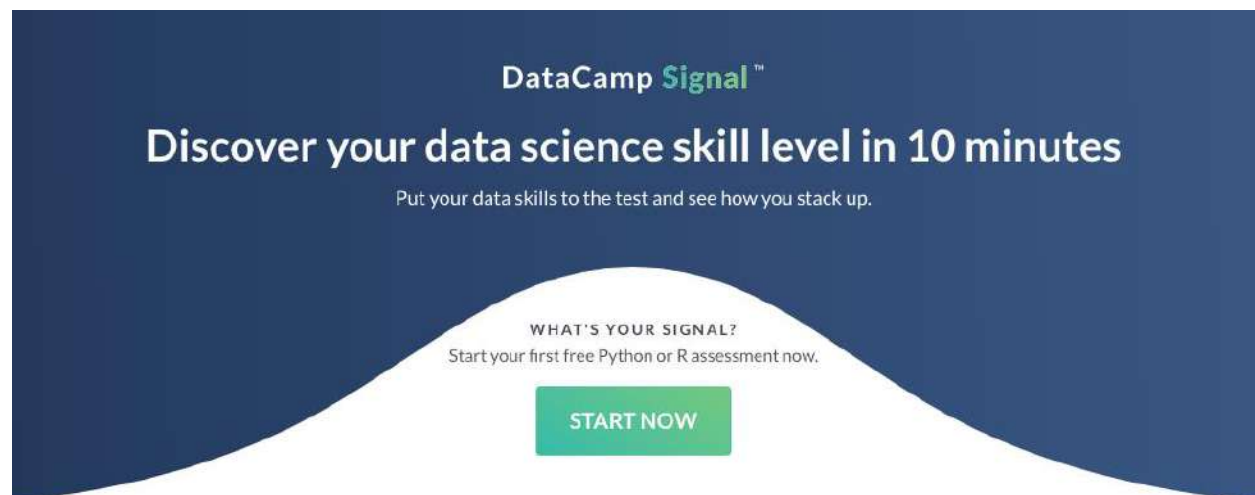 DataCamp Signal™
Discover your data science skill level in 10 minutes
Put your data skills to the test and see how you stack up.
WHAT'S YOUR SIGNAL?
Start your first free Python or R assessment now.
START NOW